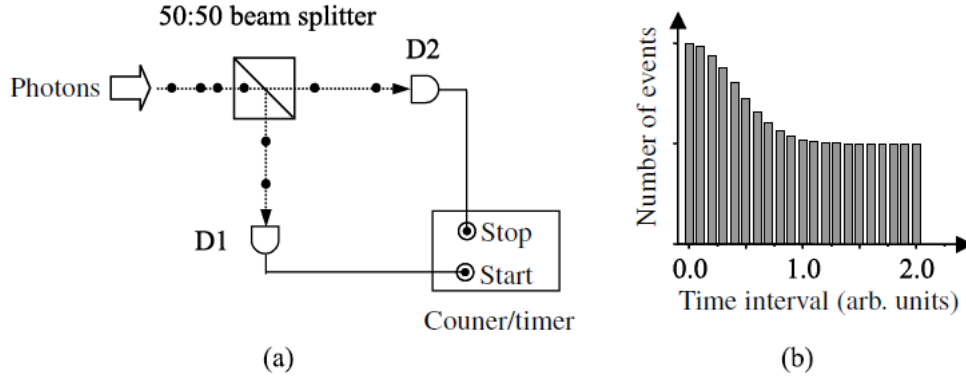 50:50 beam splitter
D2
Photons
D1
Stop
Start
Couner/timer
(a)
Number of events
0.0 1.0 2.0
Time interval (arb. units)
(b)